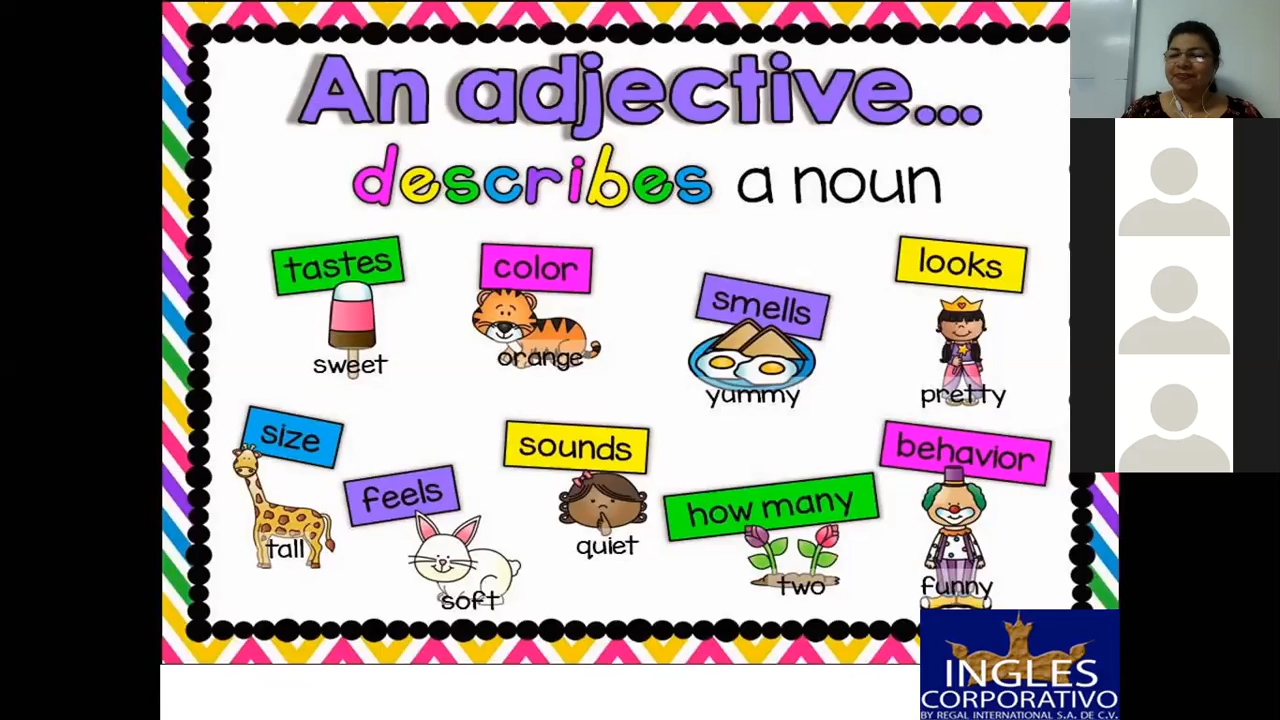 An adjective...
describes a noun
tastes
sweet
color
orange
smells
yummy
looks
pretty
size
tall
feels
soft
sounds
quiet
how many
two
behavior
funny
INGLES
CORPORATIVO
BY REGAL INTERNATIONAL S.A. DE C.V.